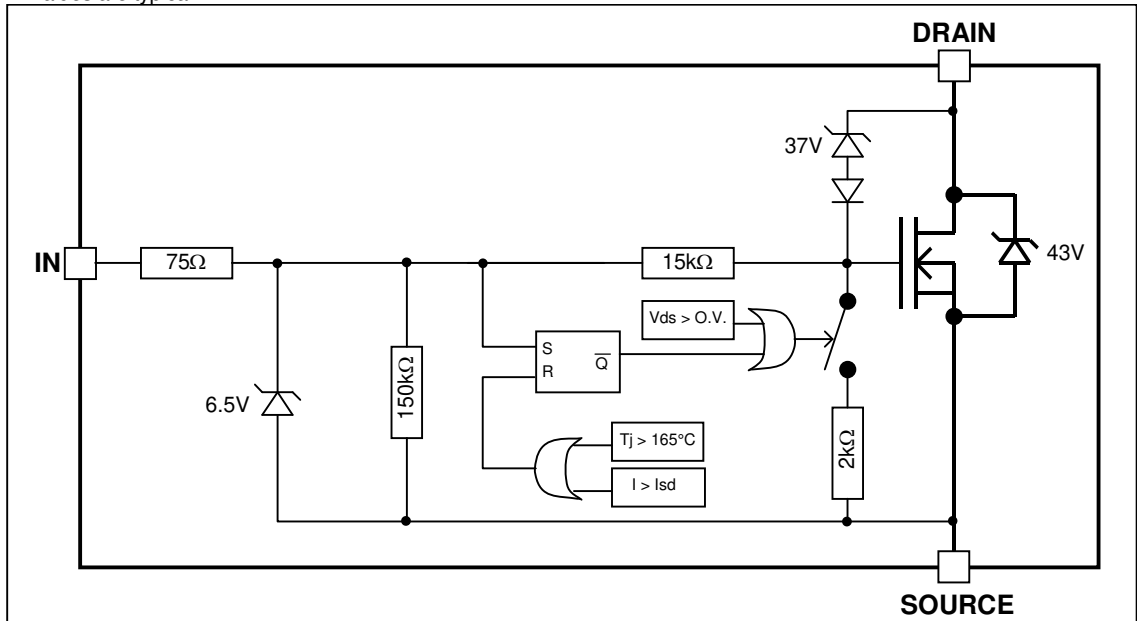 DRAIN
37V
IN
75Ω
15kΩ
43V
Vds > O.V.
S
R
Q̅
150kΩ
6.5V
Tj > 165°C
I > Isd
2kΩ
SOURCE